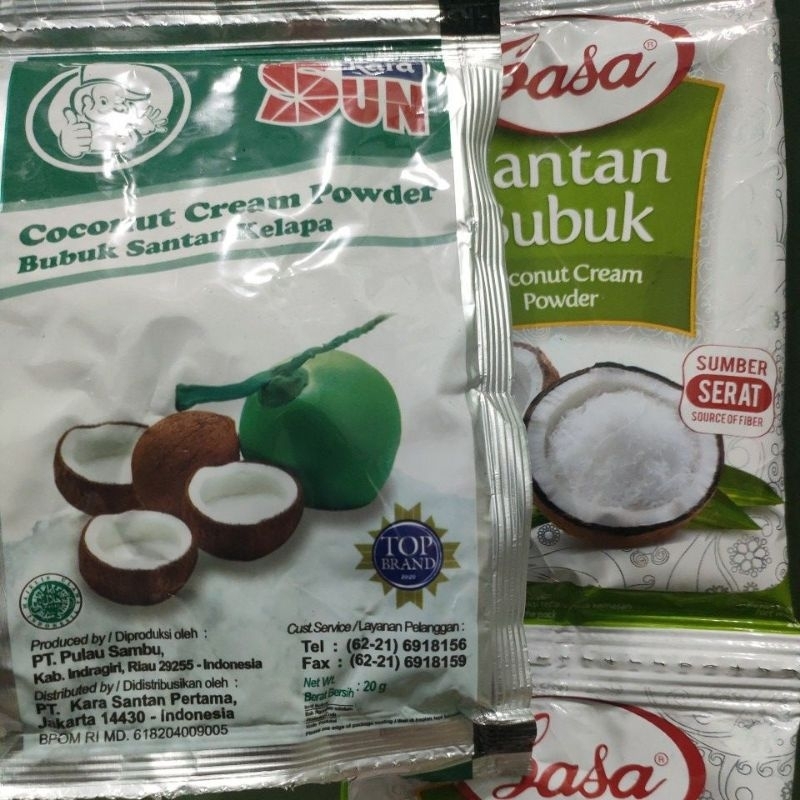 Kara
SUN
Coconut Cream Powder
Bubuk Santan Kelapa
TOP
BRAND
2020
Produced by / Diproduksi oleh :
PT. Pulau Sambu,
Kab. Indragiri, Riau 29255 - Indonesia
Distributed by / Didistribusikan oleh :
PT. Kara Santan Pertama,
Jakarta 14430 - Indonesia
BPOM RI MD. 618204009005
Cust.Service / Layanan Pelanggan :
Tel : (62-21) 6918156
Fax : (62-21) 6918159
Net Wt.
Berat Bersih : 20 g
Sasa®
antan
ubuk
conut Cream
Powder
SUMBER
SERAT
SOURCE OF FIBER
Sasa®